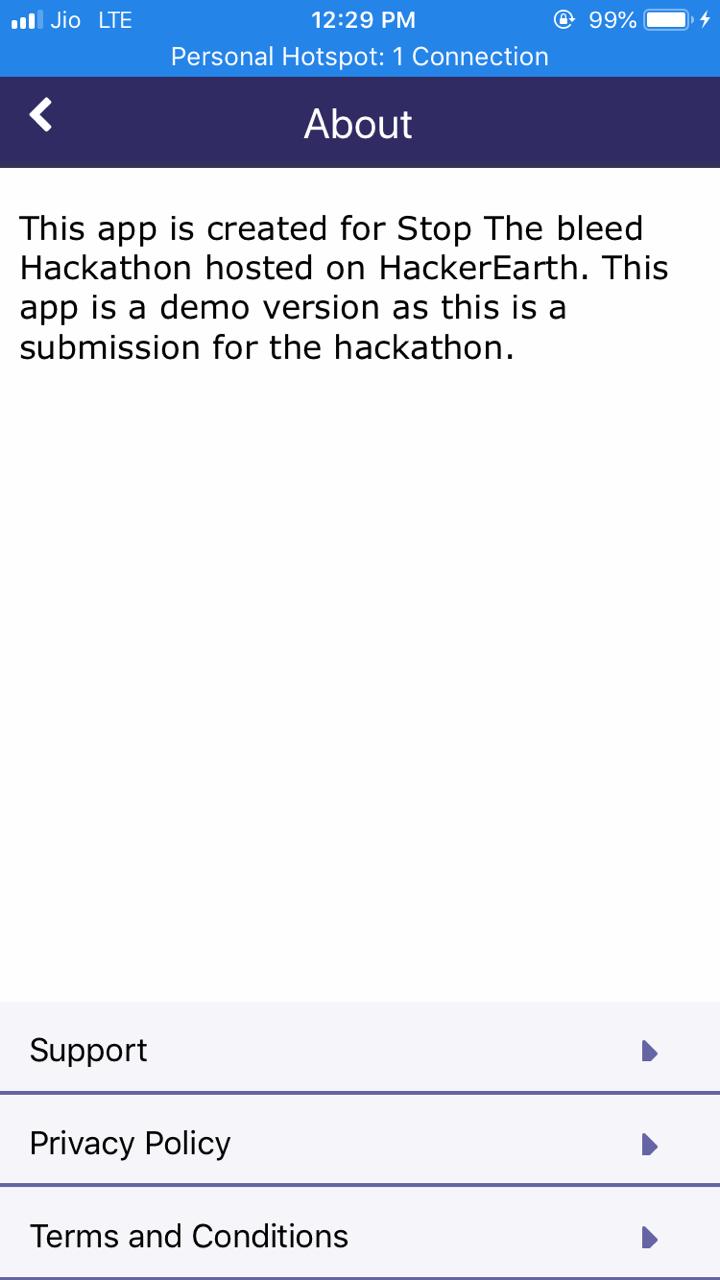 Jio LTE 12:29 PM 99%
Personal Hotspot: 1 Connection
About
This app is created for Stop The bleed
Hackathon hosted on HackerEarth. This
app is a demo version as this is a
submission for the hackathon.
Support
Privacy Policy
Terms and Conditions